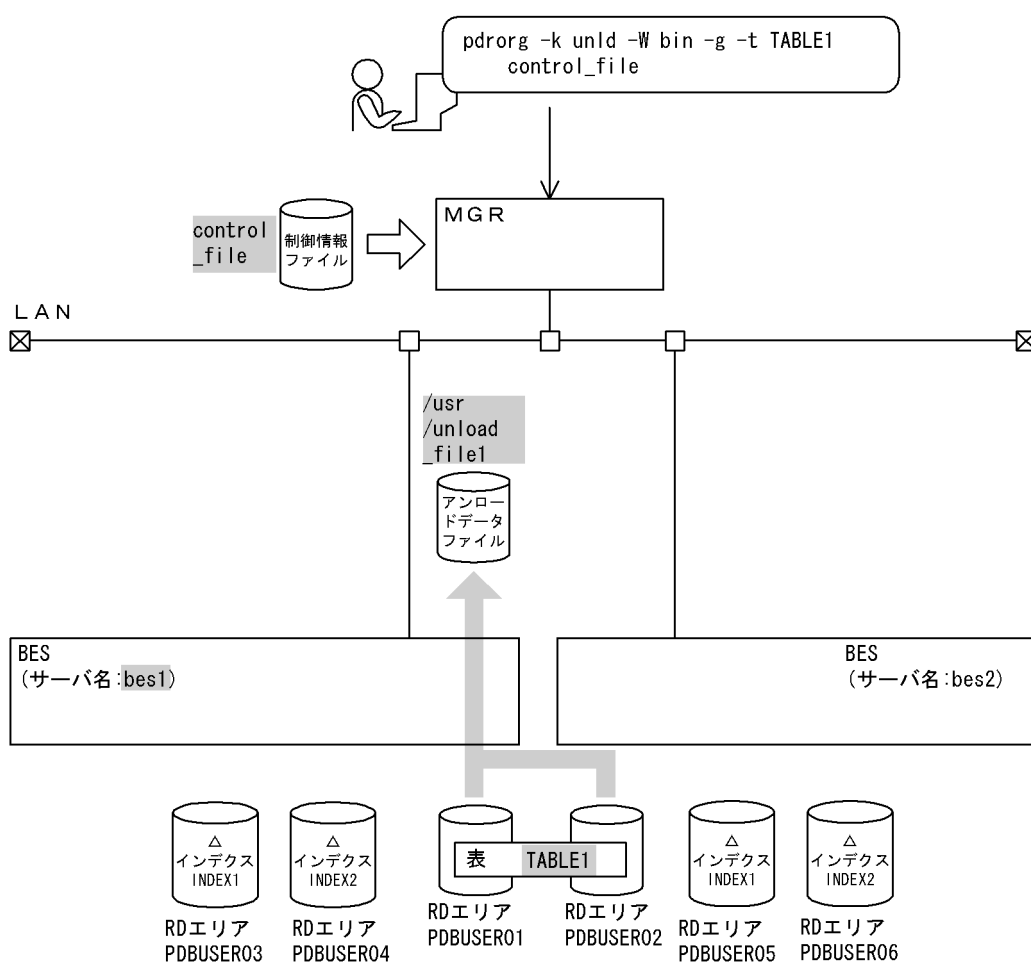 pdrorg -k unld -W bin -g -t TABLE1
control_file
MGR
control
_file
制御情報
ファイル
LAN
/usr
/unload
_file1
アンロー
ドデータ
ファイル
BES
(サーバ名:bes1)
BES
(サーバ名:bes2)
△
インデクス
INDEX1
△
インデクス
INDEX2
表 TABLE1
△
インデクス
INDEX1
△
インデクス
INDEX2
RDエリア
PDBUSER03
RDエリア
PDBUSER04
RDエリア
PDBUSER01
RDエリア
PDBUSER02
RDエリア
PDBUSER05
RDエリア
PDBUSER06